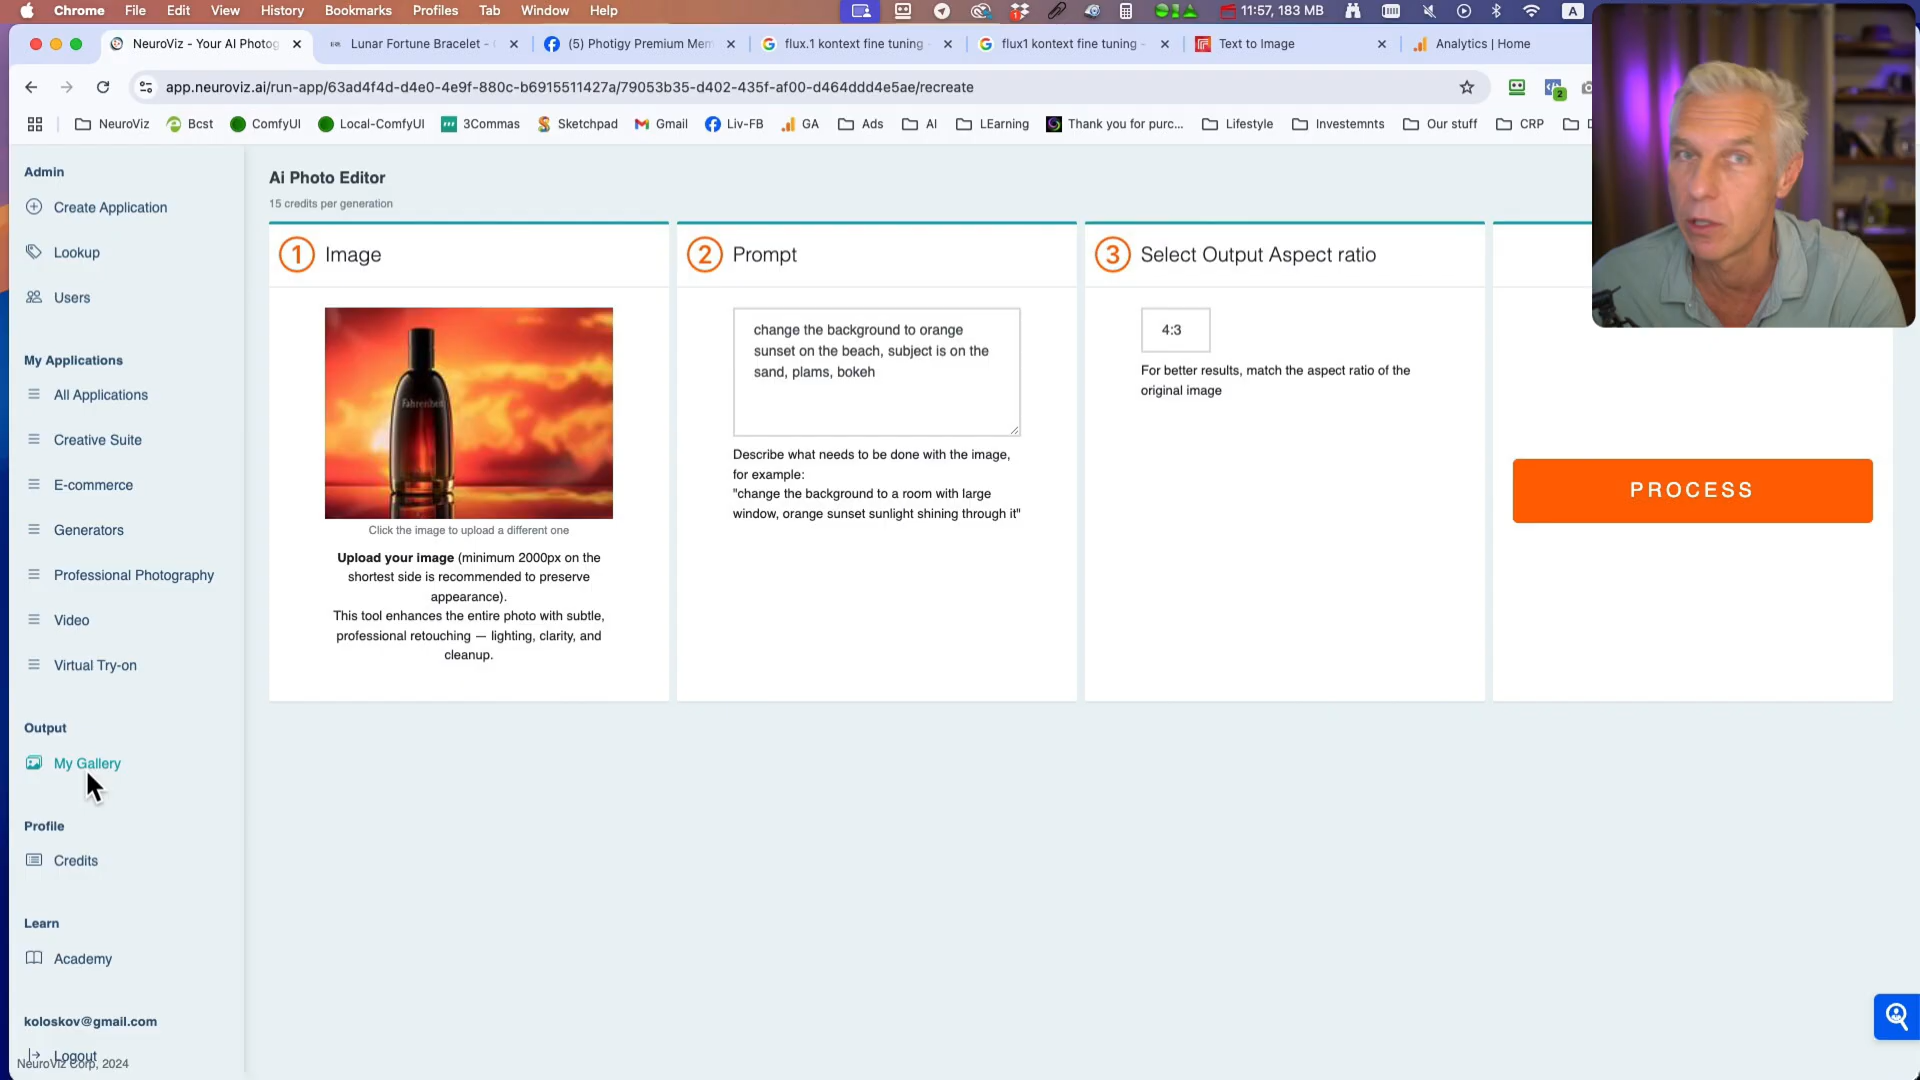 Chrome File Edit View History Bookmarks Profiles Tab Window Help 11:57, 183 MB A
NeuroViz - Your AI Photog
Lunar Fortune Bracelet -
(5) Photigy Premium Mem
flux.1 kontext fine tuning
flux1 kontext fine tuning -
Text to Image
Analytics | Home
app.neuroviz.ai/run-app/63ad4f4d-d4e0-4e9f-880c-b6915511427a/79053b35-d402-435f-af00-d464ddd4e5ae/recreate
2
NeuroViz Bcst ComfyUI Local-ComfyUI 3Commas Sketchpad Gmail Liv-FB GA Ads AI LEarning Thank you for purc... Lifestyle Investemnts Our stuff CRP
Admin
Create Application
Lookup
Users
My Applications
All Applications
Creative Suite
E-commerce
Generators
Professional Photography
Video
Virtual Try-on
Output
My Gallery
Profile
Credits
Learn
Academy
koloskov@gmail.com
Logout
NeuroViz Corp, 2024
Ai Photo Editor
15 credits per generation
1 Image
Fahrenheit
Click the image to upload a different one
Upload your image (minimum 2000px on the
shortest side is recommended to preserve
appearance).
This tool enhances the entire photo with subtle,
professional retouching — lighting, clarity, and
cleanup.
2 Prompt
change the background to orange
sunset on the beach, subject is on the
sand, plams, bokeh
Describe what needs to be done with the image,
for example:
"change the background to a room with large
window, orange sunset sunlight shining through it"
3 Select Output Aspect ratio
4:3
For better results, match the aspect ratio of the
original image
PROCESS